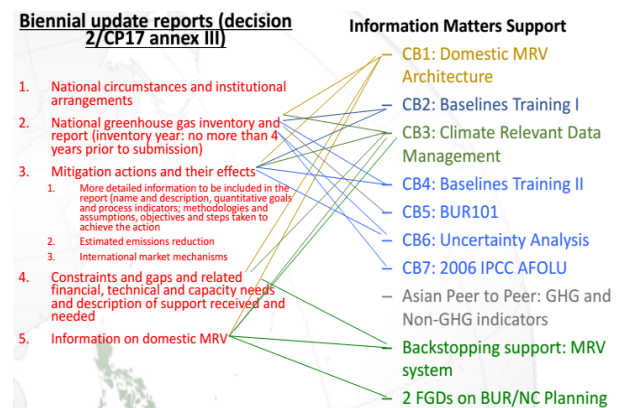 Biennial update reports (decision
2/CP17 annex III)
1. National circumstances and institutional
arrangements
2. National greenhouse gas inventory and
report (inventory year: no more than 4
years prior to submission)
3. Mitigation actions and their effects
1. More detailed information to be included in the
report (name and description, quantitative goals
and process indicators; methodologies and
assumptions, objectives and steps taken to
achieve the action
2. Estimated emissions reduction
3. International market mechanisms
4. Constraints and gaps and related
financial, technical and capacity needs
and description of support received and
needed
5. Information on domestic MRV
Information Matters Support
– CB1: Domestic MRV
Architecture
– CB2: Baselines Training I
– CB3: Climate Relevant Data
Management
– CB4: Baselines Training II
– CB5: BUR101
– CB6: Uncertainty Analysis
– CB7: 2006 IPCC AFOLU
– Asian Peer to Peer: GHG and
Non-GHG indicators
– Backstopping support: MRV
system
– 2 FGDs on BUR/NC Planning